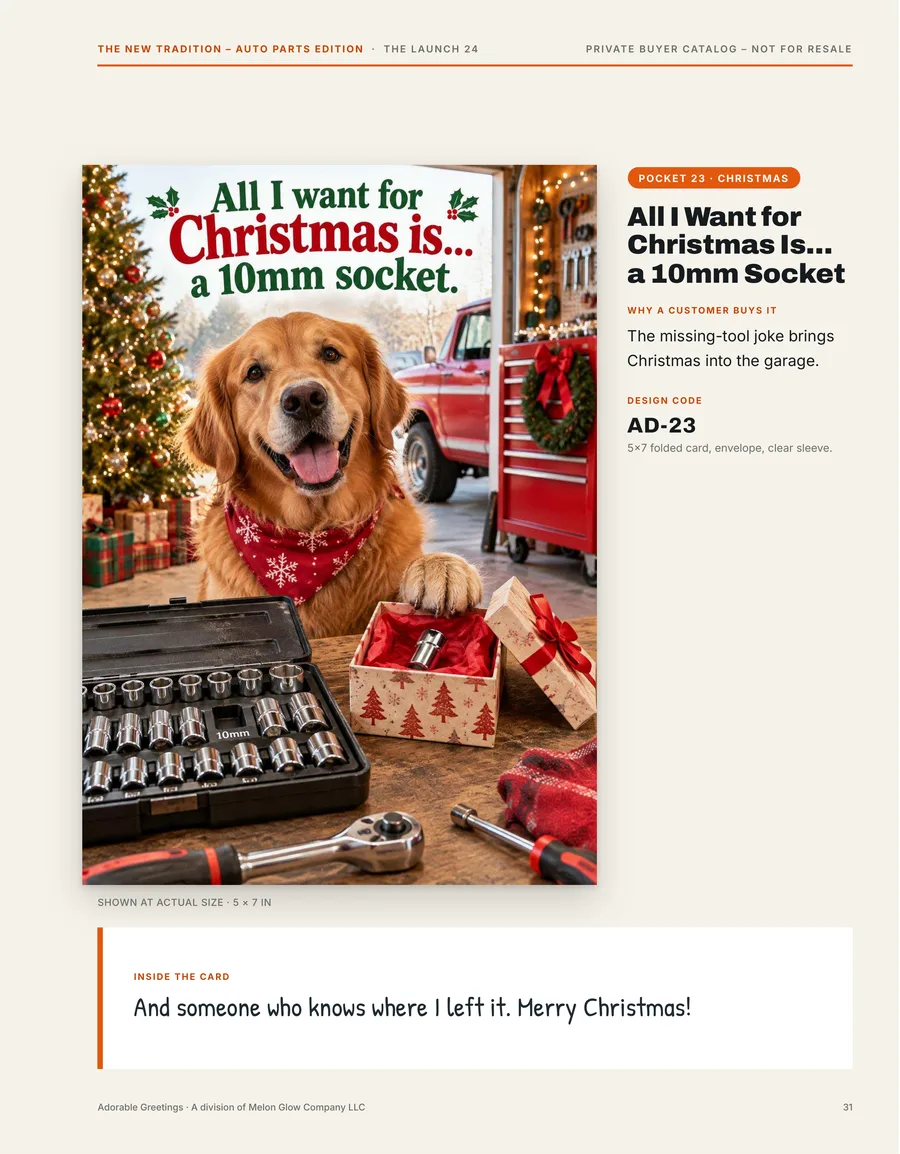 THE NEW TRADITION – AUTO PARTS EDITION · THE LAUNCH 24
PRIVATE BUYER CATALOG – NOT FOR RESALE
All I want for
Christmas is...
a 10mm socket.
10mm
POCKET 23 · CHRISTMAS
All I Want for
Christmas Is...
a 10mm Socket
WHY A CUSTOMER BUYS IT
The missing-tool joke brings
Christmas into the garage.
DESIGN CODE
AD-23
5×7 folded card, envelope, clear sleeve.
SHOWN AT ACTUAL SIZE · 5 × 7 IN
INSIDE THE CARD
And someone who knows where I left it. Merry Christmas!
Adorable Greetings · A division of Melon Glow Company LLC
31